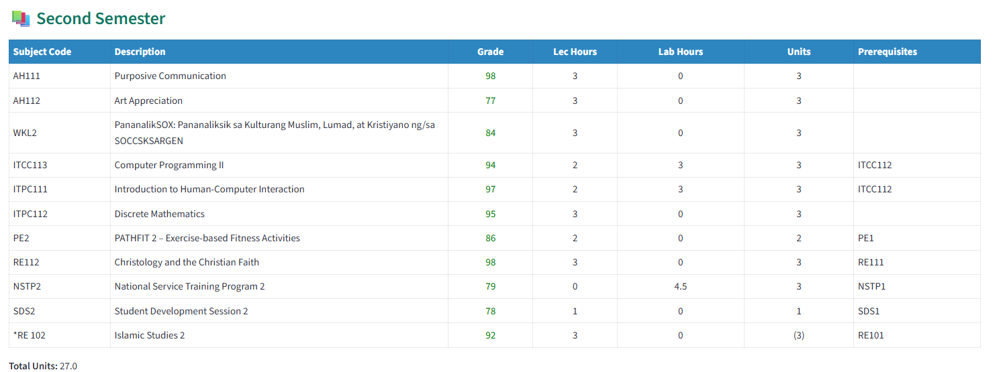 Second Semester
Subject Code Description Grade Lec Hours Lab Hours Units Prerequisites
AH111 Purposive Communication 98 3 0 3
AH112 Art Appreciation 77 3 0 3
WKL2 PananalikSOX: Pananaliksik sa Kulturang Muslim, Lumad, at Kristiyano ng/sa
SOCCSKSARGEN 84 3 0 3
ITCC113 Computer Programming II 94 2 3 3 ITCC112
ITPC111 Introduction to Human-Computer Interaction 97 2 3 3 ITCC112
ITPC112 Discrete Mathematics 95 3 0 3
PE2 PATHFIT 2 – Exercise-based Fitness Activities 86 2 0 2 PE1
RE112 Christology and the Christian Faith 98 3 0 3 RE111
NSTP2 National Service Training Program 2 79 0 4.5 3 NSTP1
SDS2 Student Development Session 2 78 1 0 1 SDS1
*RE 102 Islamic Studies 2 92 3 0 (3) RE101
Total Units: 27.0